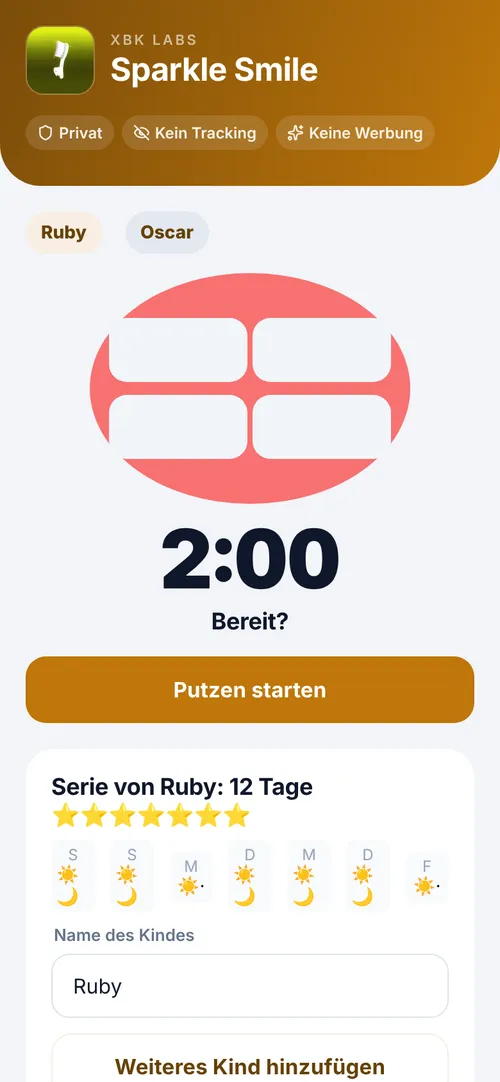 XBK LABS
Sparkle Smile
Privat
Kein Tracking
Keine Werbung
Ruby
Oscar
2:00
Bereit?
Putzen starten
Serie von Ruby: 12 Tage
⭐⭐⭐⭐⭐⭐⭐
S S M D M D F
☀️ ☀️ ☀️· ☀️ ☀️ ☀️ ☀️·
🌙 🌙 🌙 🌙 🌙
Name des Kindes
Ruby
Weiteres Kind hinzufügen